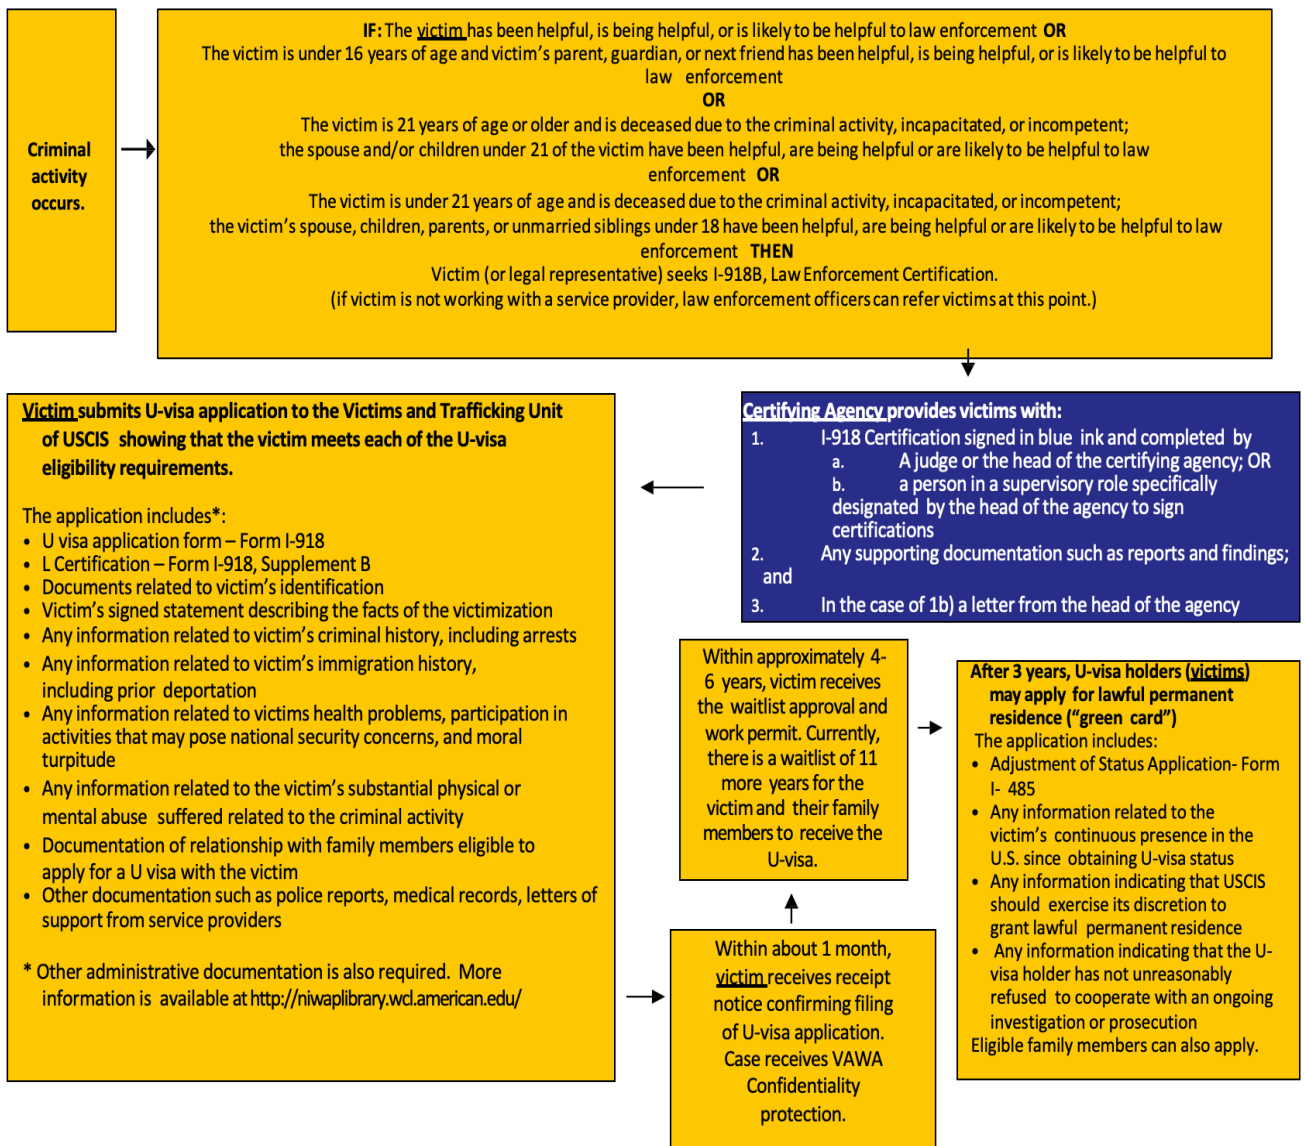 Criminal
activity
occurs.
IF: The victim has been helpful, is being helpful, or is likely to be helpful to law enforcement OR
The victim is under 16 years of age and victim's parent, guardian, or next friend has been helpful, is being helpful, or is likely to be helpful to
law enforcement
OR
The victim is 21 years of age or older and is deceased due to the criminal activity, incapacitated, or incompetent;
the spouse and/or children under 21 of the victim have been helpful, are being helpful or are likely to be helpful to law
enforcement OR
The victim is under 21 years of age and is deceased due to the criminal activity, incapacitated, or incompetent;
the victim's spouse, children, parents, or unmarried siblings under 18 have been helpful, are being helpful or are likely to be helpful to law
enforcement THEN
Victim (or legal representative) seeks I-918B, Law Enforcement Certification.
(if victim is not working with a service provider, law enforcement officers can refer victims at this point.)
Certifying Agency provides victims with:
1. I-918 Certification signed in blue ink and completed by
a. A judge or the head of the certifying agency; OR
b. a person in a supervisory role specifically
designated by the head of the agency to sign
certifications
2. Any supporting documentation such as reports and findings;
and
3. In the case of 1b) a letter from the head of the agency
Victim submits U-visa application to the Victims and Trafficking Unit
of USCIS showing that the victim meets each of the U-visa
eligibility requirements.
The application includes*:
• U visa application form – Form I-918
• L Certification – Form I-918, Supplement B
• Documents related to victim's identification
• Victim's signed statement describing the facts of the victimization
• Any information related to victim's criminal history, including arrests
• Any information related to victim's immigration history,
including prior deportation
• Any information related to victims health problems, participation in
activities that may pose national security concerns, and moral
turpitude
• Any information related to the victim's substantial physical or
mental abuse suffered related to the criminal activity
• Documentation of relationship with family members eligible to
apply for a U visa with the victim
• Other documentation such as police reports, medical records, letters of
support from service providers
* Other administrative documentation is also required. More
information is available at http://niwaplibrary.wcl.american.edu/
Within about 1 month,
victim receives receipt
notice confirming filing
of U-visa application.
Case receives VAWA
Confidentiality
protection.
Within approximately 4-
6 years, victim receives
the waitlist approval and
work permit. Currently,
there is a waitlist of 11
more years for the
victim and their family
members to receive the
U-visa.
After 3 years, U-visa holders (victims)
may apply for lawful permanent
residence ("green card")
The application includes:
• Adjustment of Status Application- Form
I- 485
• Any information related to the
victim's continuous presence in the
U.S. since obtaining U-visa status
• Any information indicating that USCIS
should exercise its discretion to
grant lawful permanent residence
• Any information indicating that the U-
visa holder has not unreasonably
refused to cooperate with an ongoing
investigation or prosecution
Eligible family members can also apply.